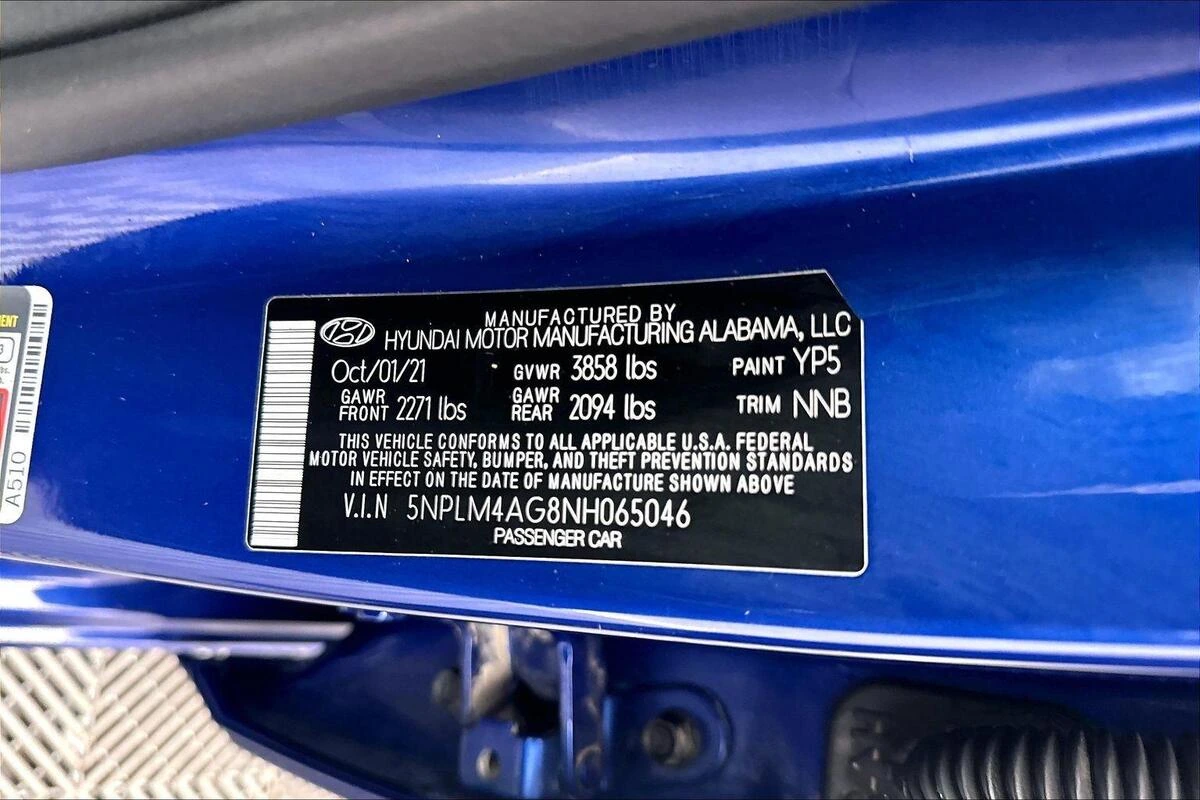 MANUFACTURED BY
HYUNDAI MOTOR MANUFACTURING ALABAMA, LLC
Oct/01/21 GVWR 3858 lbs PAINT YP5
GAWR FRONT 2271 lbs GAWR REAR 2094 lbs TRIM NNB
THIS VEHICLE CONFORMS TO ALL APPLICABLE U.S.A. FEDERAL
MOTOR VEHICLE SAFETY, BUMPER, AND THEFT PREVENTION STANDARDS
IN EFFECT ON THE DATE OF MANUFACTURE SHOWN ABOVE
V.I.N 5NPLM4AG8NH065046
PASSENGER CAR
A510